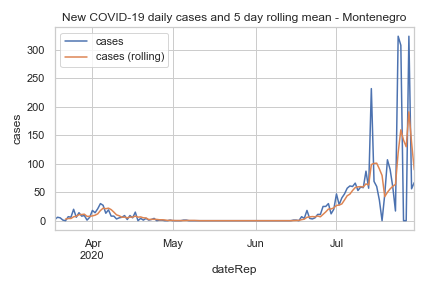 New COVID-19 daily cases and 5 day rolling mean - Montenegro
cases
cases (rolling)
300
250
200
150
100
50
0
cases
Apr
2020
May
Jun
Jul
dateRep